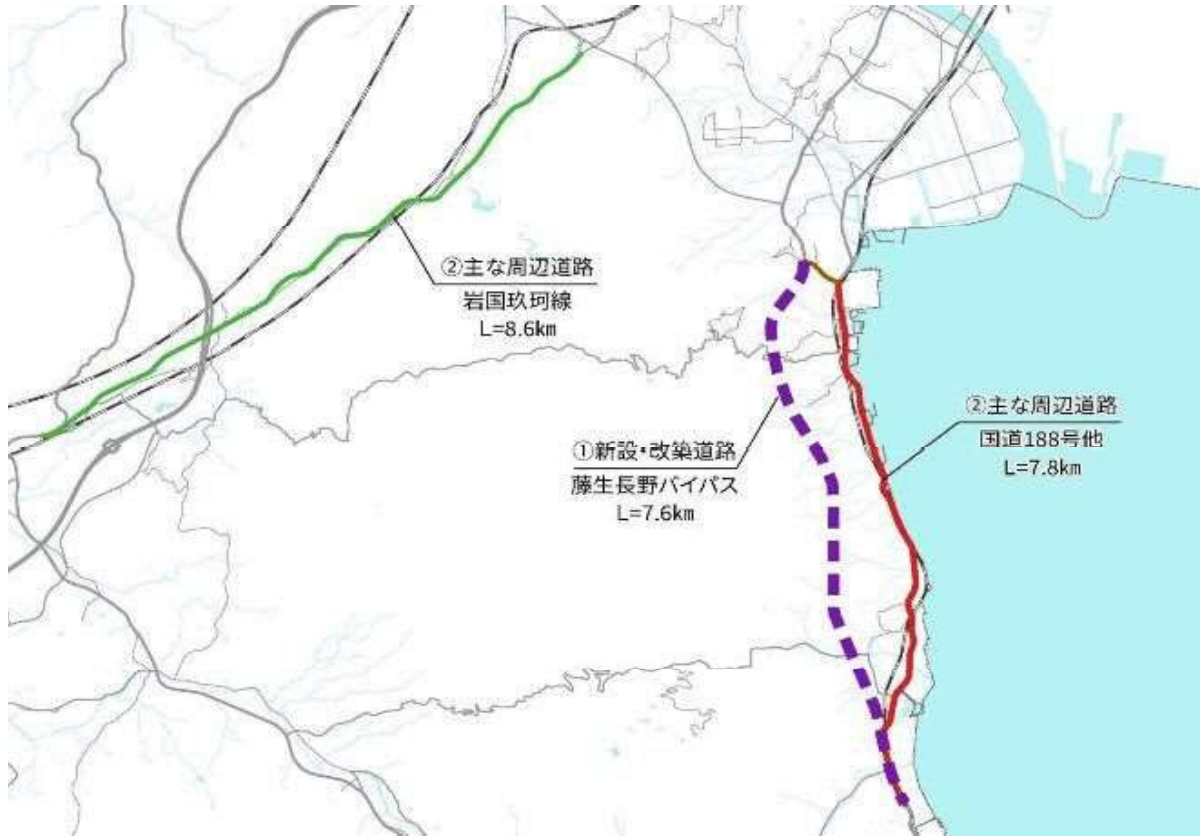 ②主な周辺道路
岩国玖珂線
L=8.6km
①新設・改築道路
藤生長野バイパス
L=7.6km
②主な周辺道路
国道188号他
L=7.8km